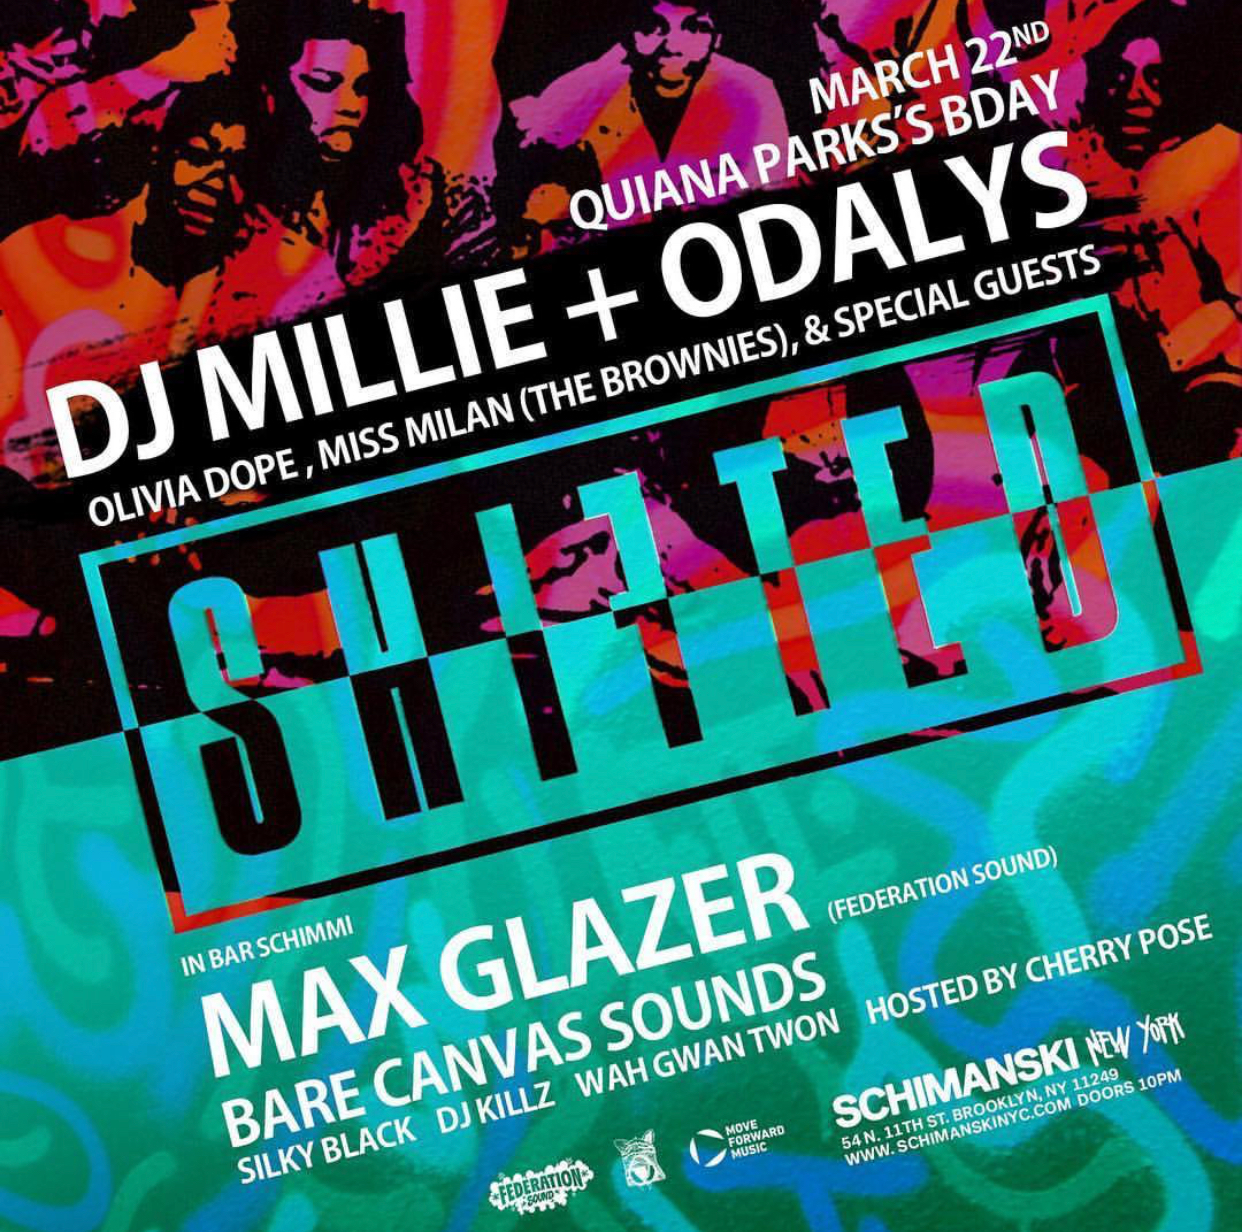 MARCH 22ND
QUIANA PARKS'S BDAY
DJ MILLIE + ODALYS
OLIVIA DOPE , MISS MILAN (THE BROWNIES), & SPECIAL GUESTS
SHIFTED
IN BAR SCHIMMI
MAX GLAZER (FEDERATION SOUND)
BARE CANVAS SOUNDS
SILKY BLACK DJ KILLZ WAH GWAN TWON HOSTED BY CHERRY POSE
FEDERATION
SOUND
MOVE
FORWARD
MUSIC
SCHIMANSKI NEW YORK
54 N. 11TH ST. BROOKLYN, NY 11249
WWW.SCHIMANSKINYC.COM DOORS 10PM